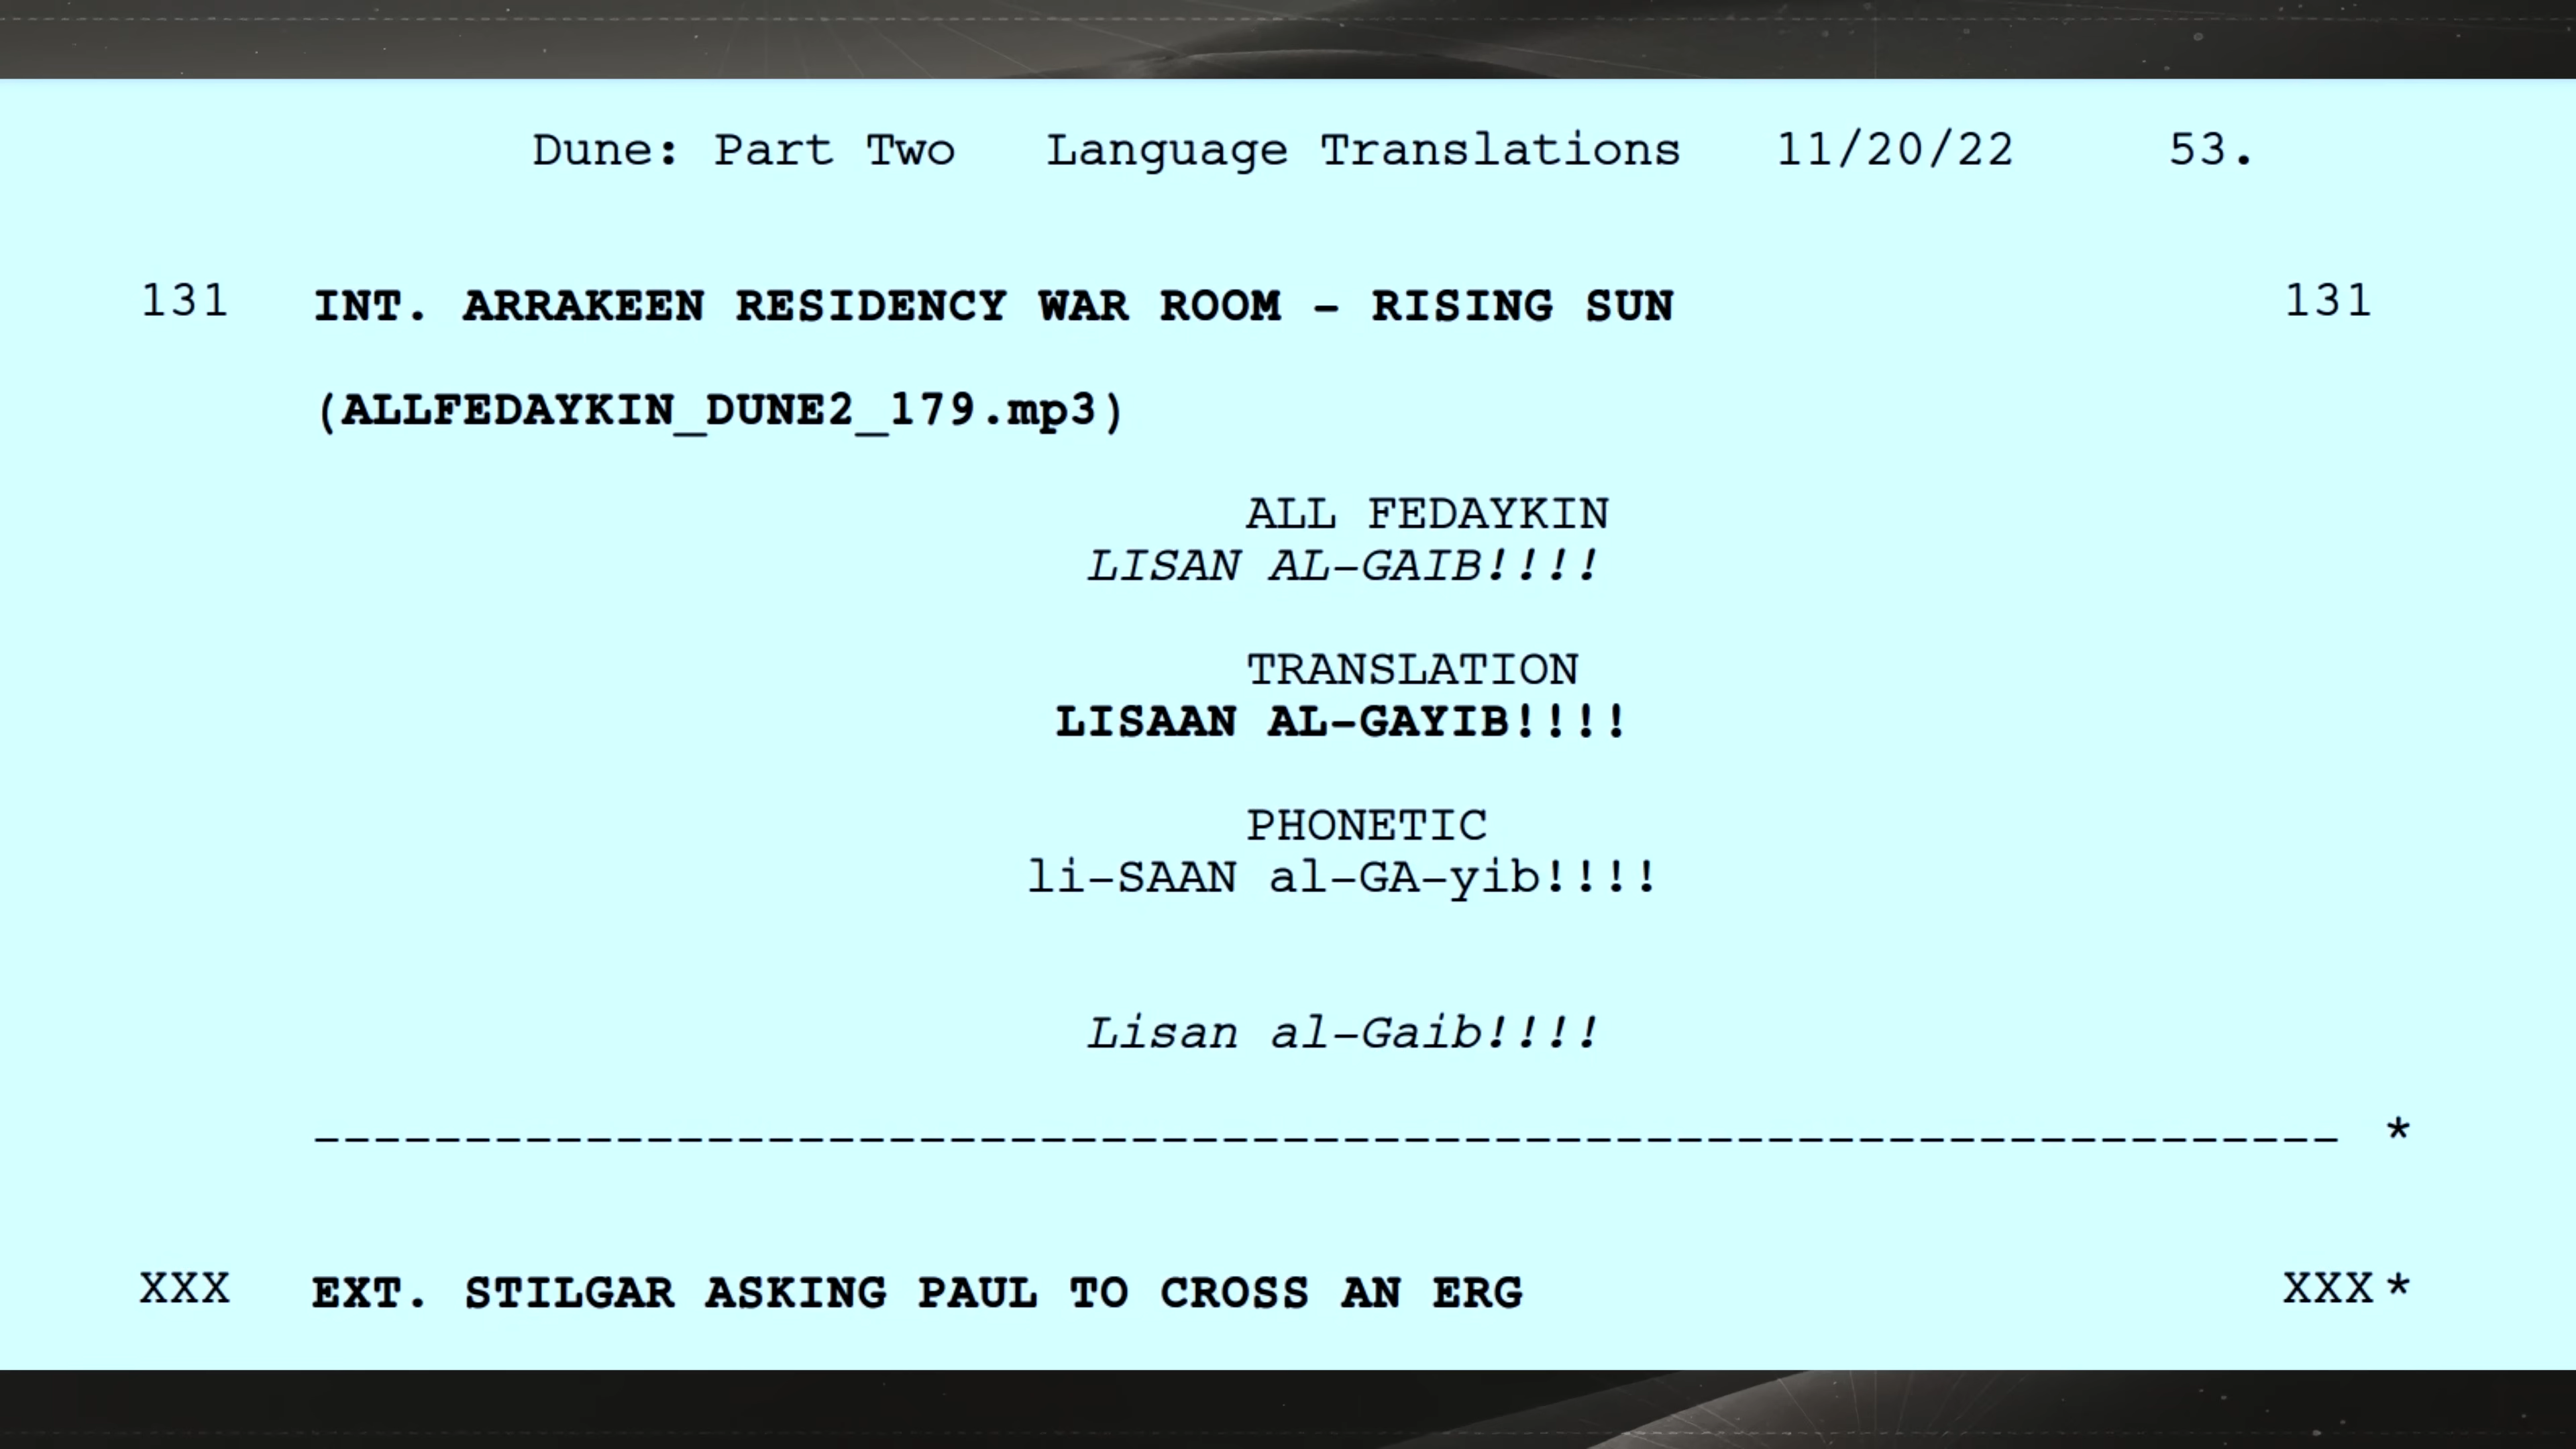 Dune: Part Two Language Translations 11/20/22 53.
131 INT. ARRAKEEN RESIDENCY WAR ROOM - RISING SUN 131
(ALLFEDAYKIN_DUNE2_179.mp3)
ALL FEDAYKIN
LISAN AL-GAIB!!!!
TRANSLATION
LISAAN AL-GAYIB!!!!
PHONETIC
li-SAAN al-GA-yib!!!!
Lisan al-Gaib!!!!
------------------------------------------------------------------- *
XXX EXT. STILGAR ASKING PAUL TO CROSS AN ERG XXX *